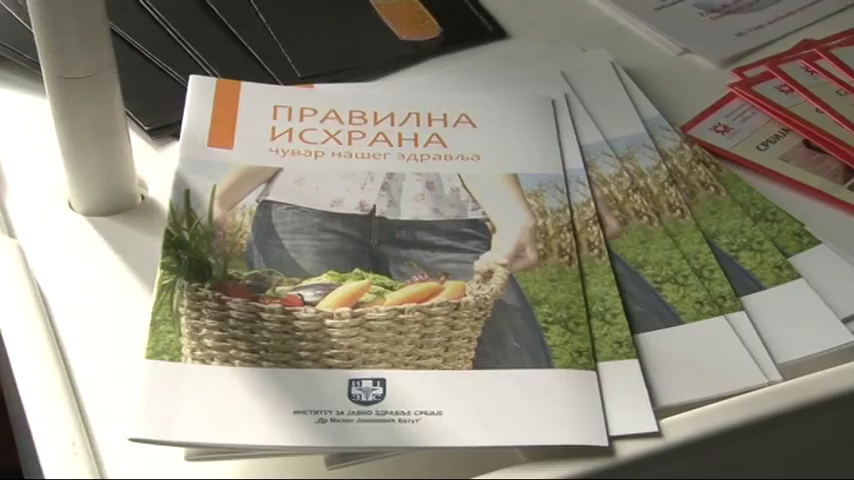 ПРАВИЛНА
ИСХРАНА
чувар нашег здравља
ИНСТИТУТ ЗА ЈАВНО ЗДРАВЉЕ СРБИЈЕ
„Др Милан Јовановић Батут"